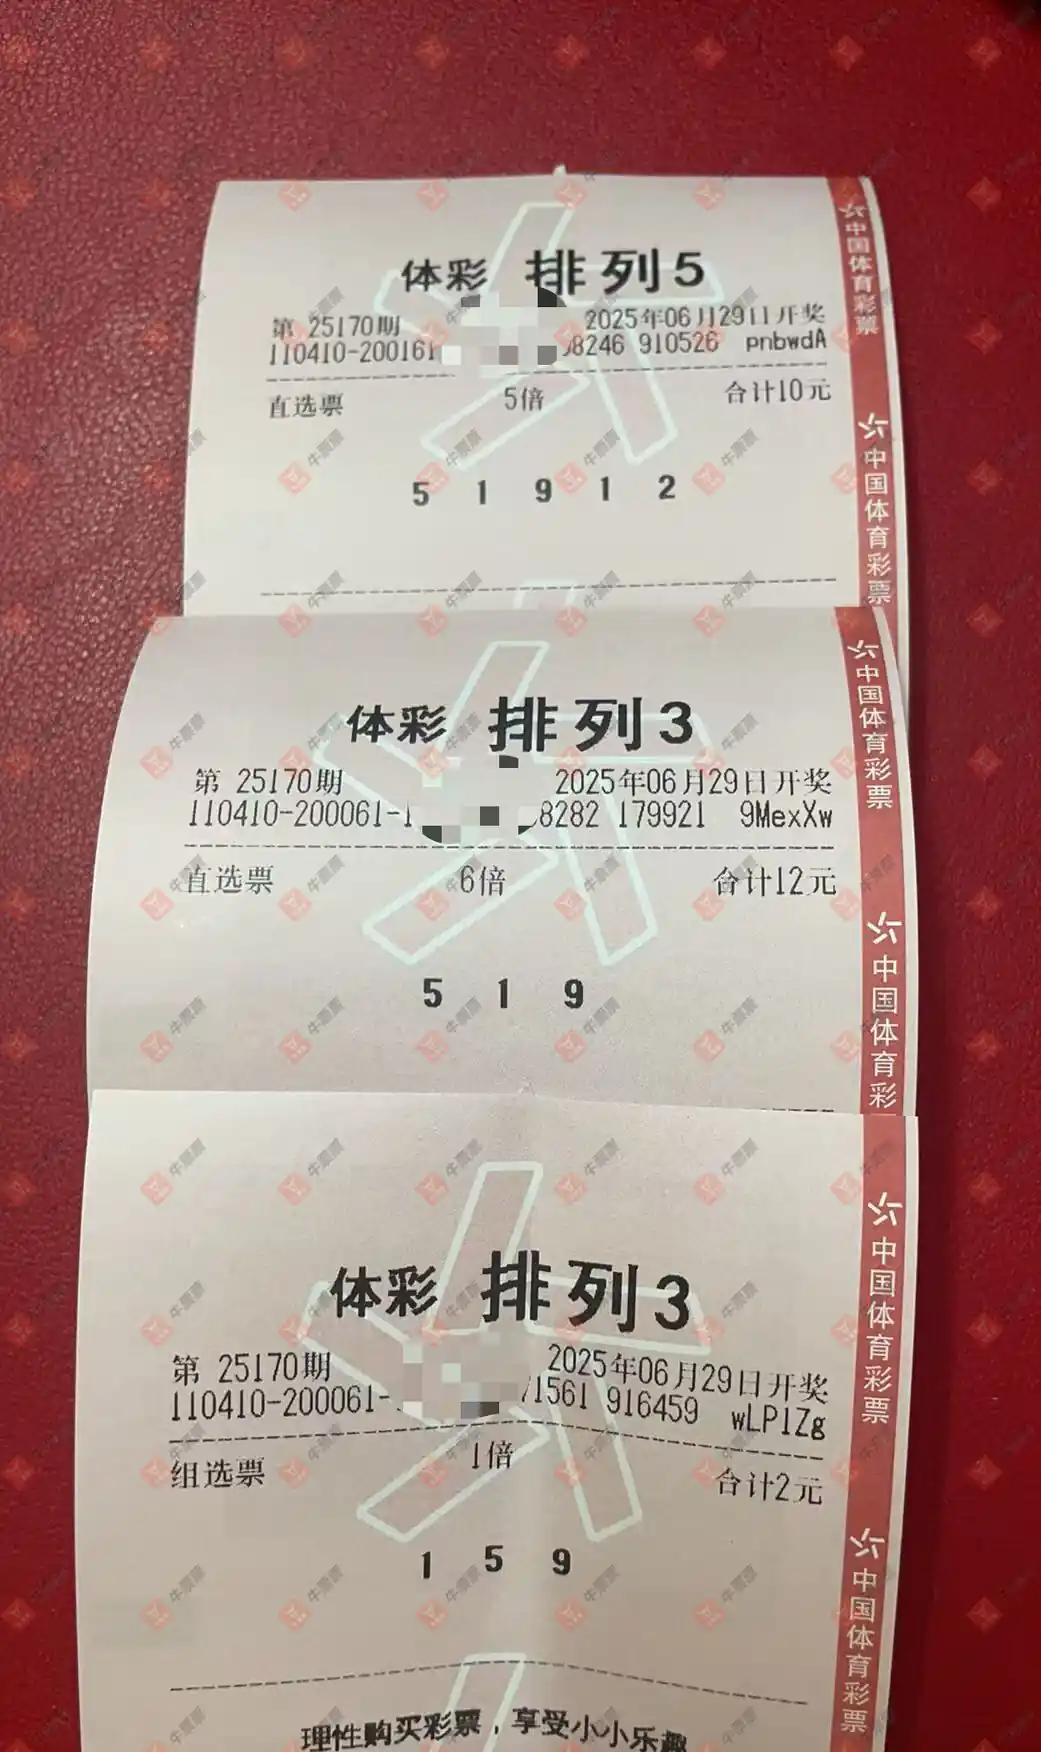 体彩 排列5
第 25170期 2025年06月29日开奖
110410-200161 08246 910526 pnbwdA
直选票 5倍 合计10元
5 1 9 1 2
体彩 排列3
第 25170期 2025年06月29日开奖
110410-200061-1 8282 179921 9MexXw
直选票 6倍 合计12元
5 1 9
体彩 排列3
第 25170期 2025年06月29日开奖
110410-200061- 1561 916459 wLP1Zg
组选票 1倍 合计2元
1 5 9
理性购买彩票，享受小小乐趣
中国体育彩票
中国体育彩票
中国体育彩票
中国体育彩
中国体育彩票
中国体育彩票
牛票票